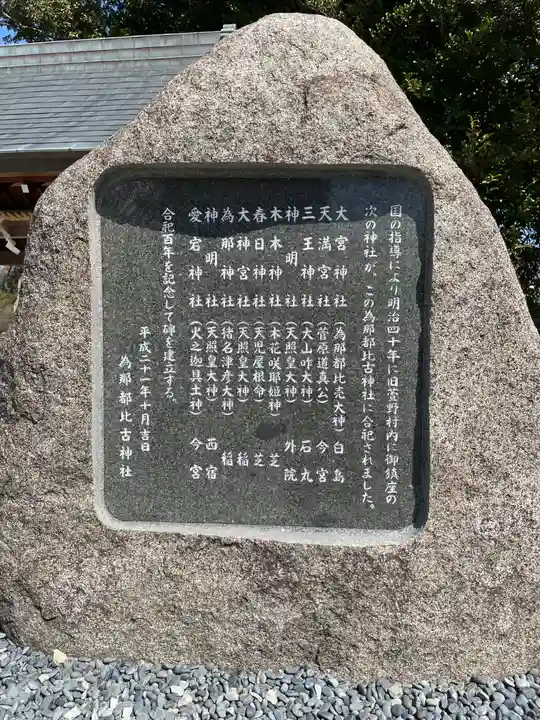 国の指導により明治四十年に旧萱野村内に御鎮座の
次の神社が、この為那都比古神社に合祀されました。
大宮神社(為那都比売大神)白島
天満宮社(菅原道真公)今宮
三王神社(大山咋大神)石丸
神明社(天照皇大神)外院
木木神社(木花咲耶姫神)芝
春日神社(天児屋根命)芝
大神宮社(天照皇大神)稲
為那神社(猪名津彦大神)稲
神明社(天照皇大神)西宿
愛宕神社(火之迦具土神)今宮
合祀百年を記念して碑を建立する。
平成二十一年十月吉日
為那都比古神社